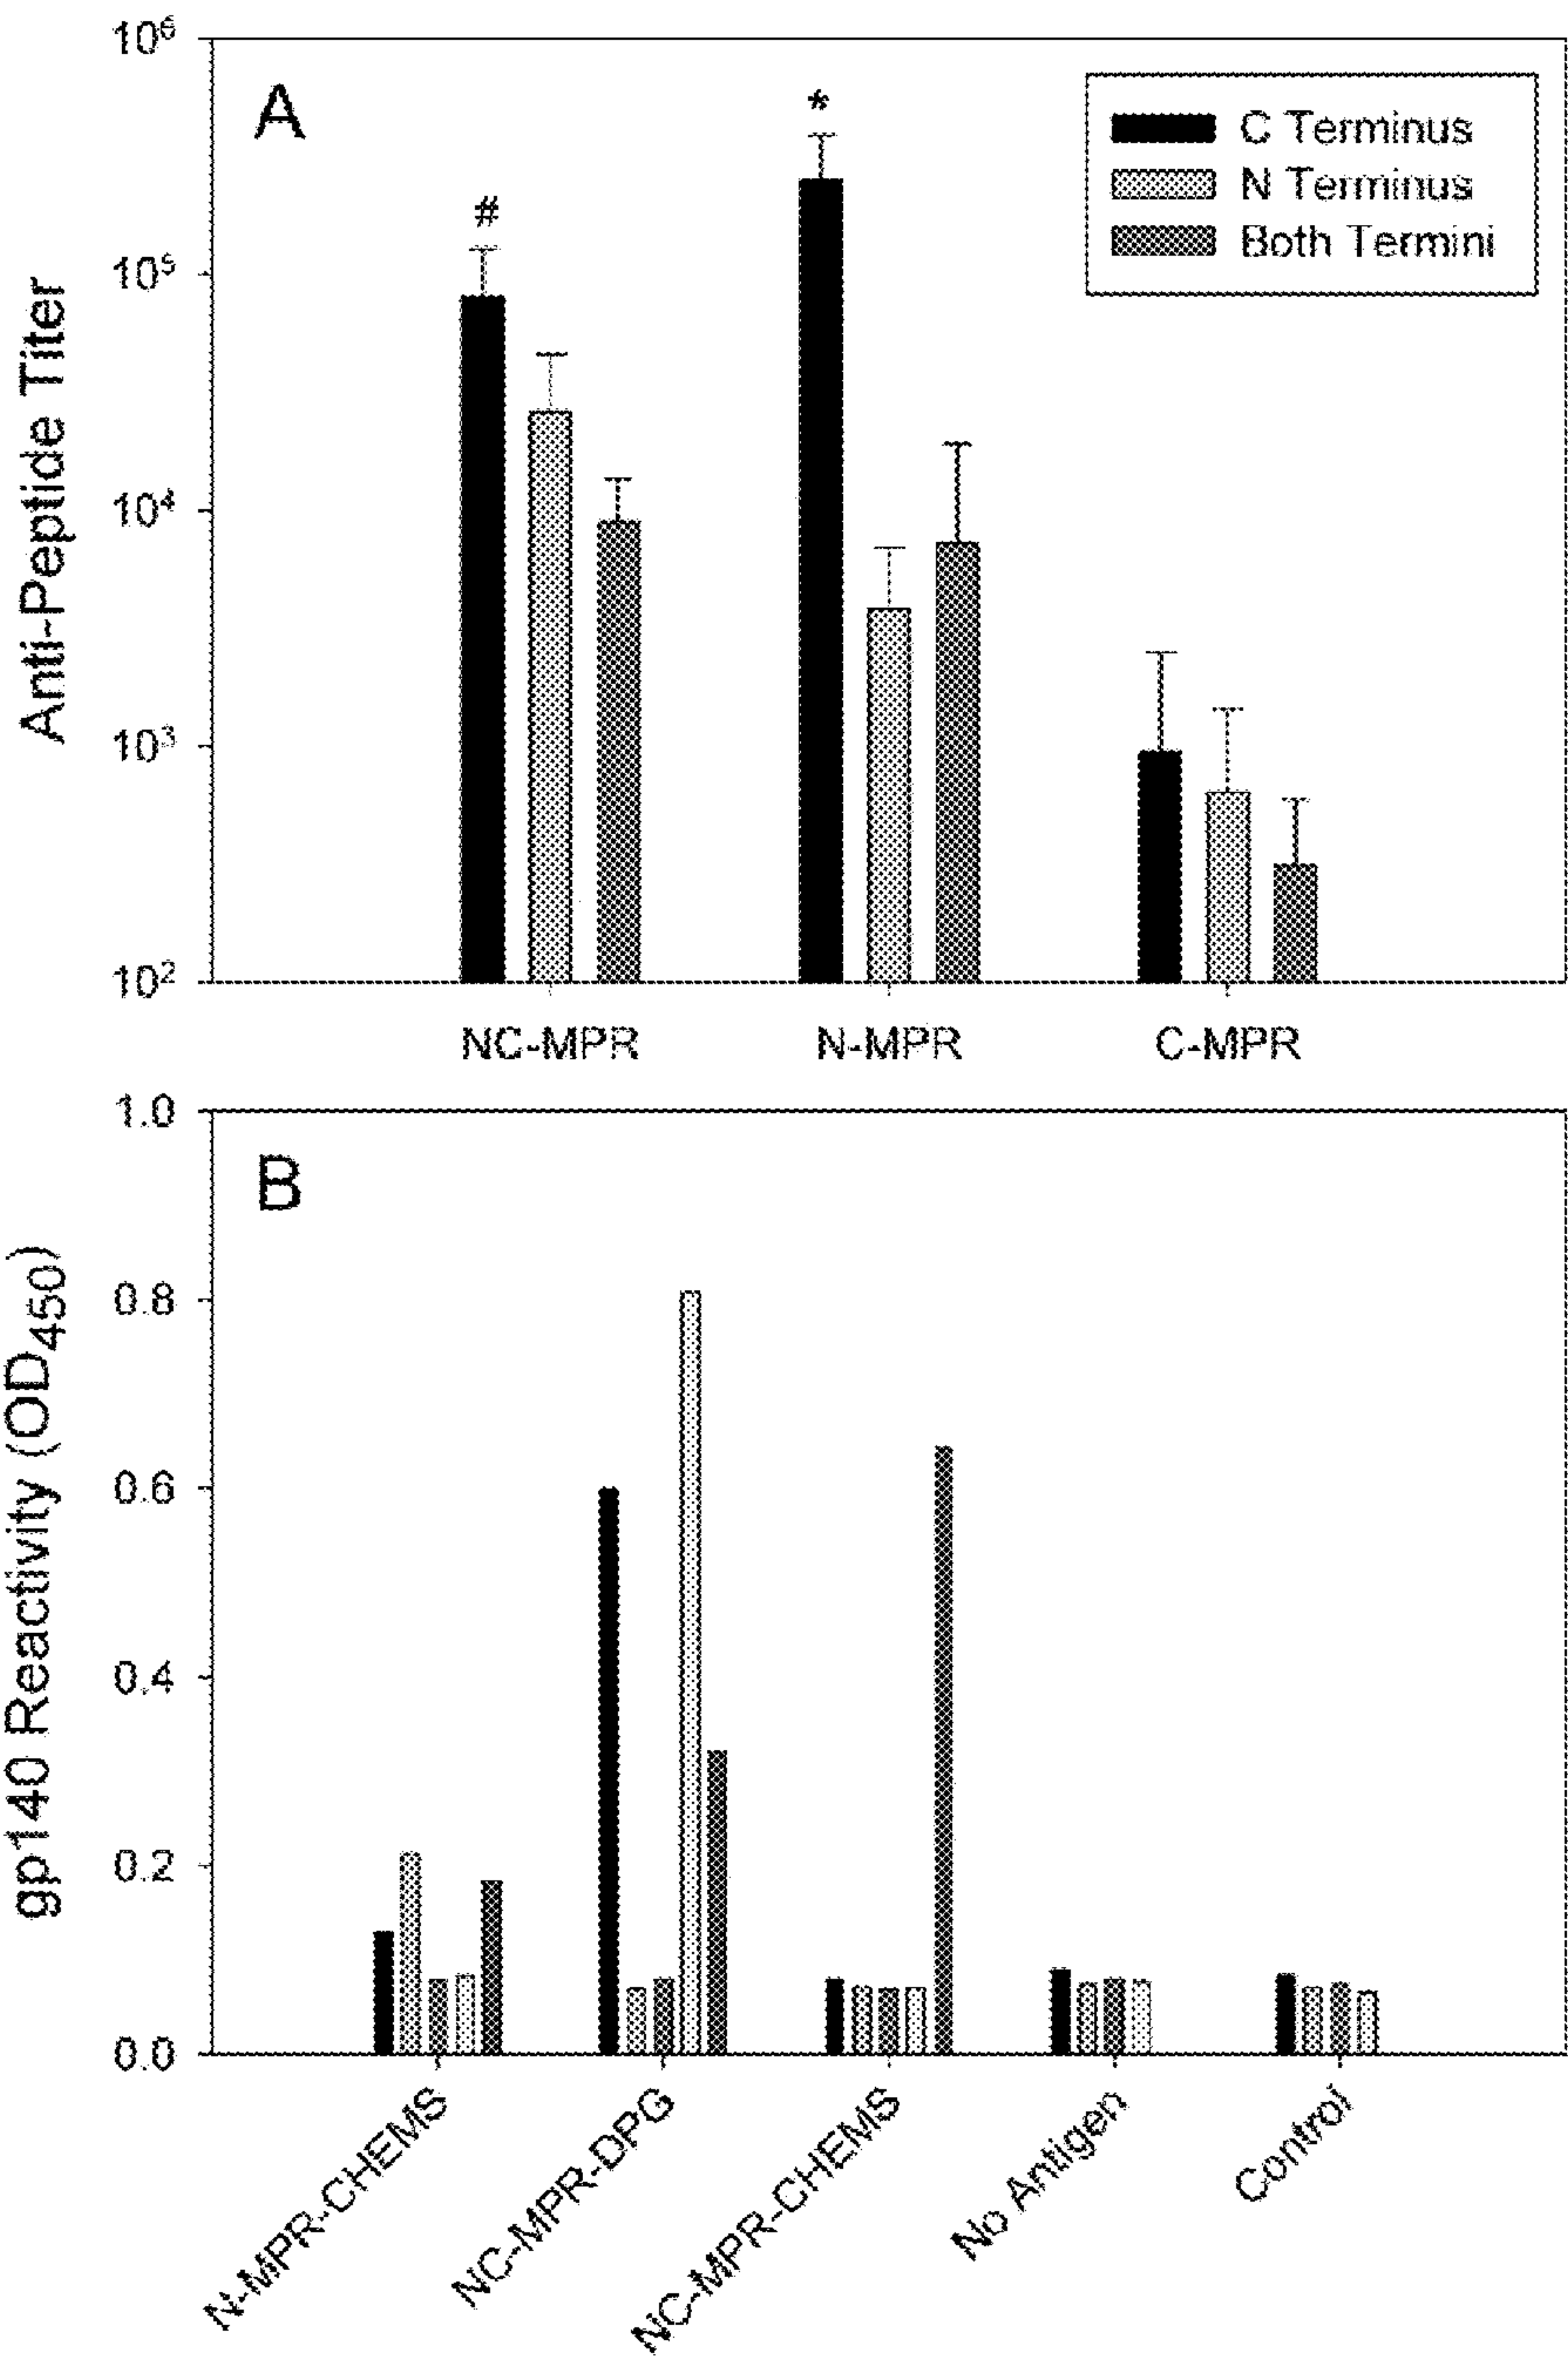 10⁶
A
*
C Terminus
N Terminus
Both Termini
#
10⁵
10⁴
10³
10²
Anti-Peptide Titer
NC-MPR
N-MPR
C-MPR
1.0
B
0.8
0.6
0.4
0.2
0.0
gp140 Reactivity (OD₄₅₀)
N-MPR-CHEMS
NC-MPR-DPG
NC-MPR-CHEMS
No Antigen
Control